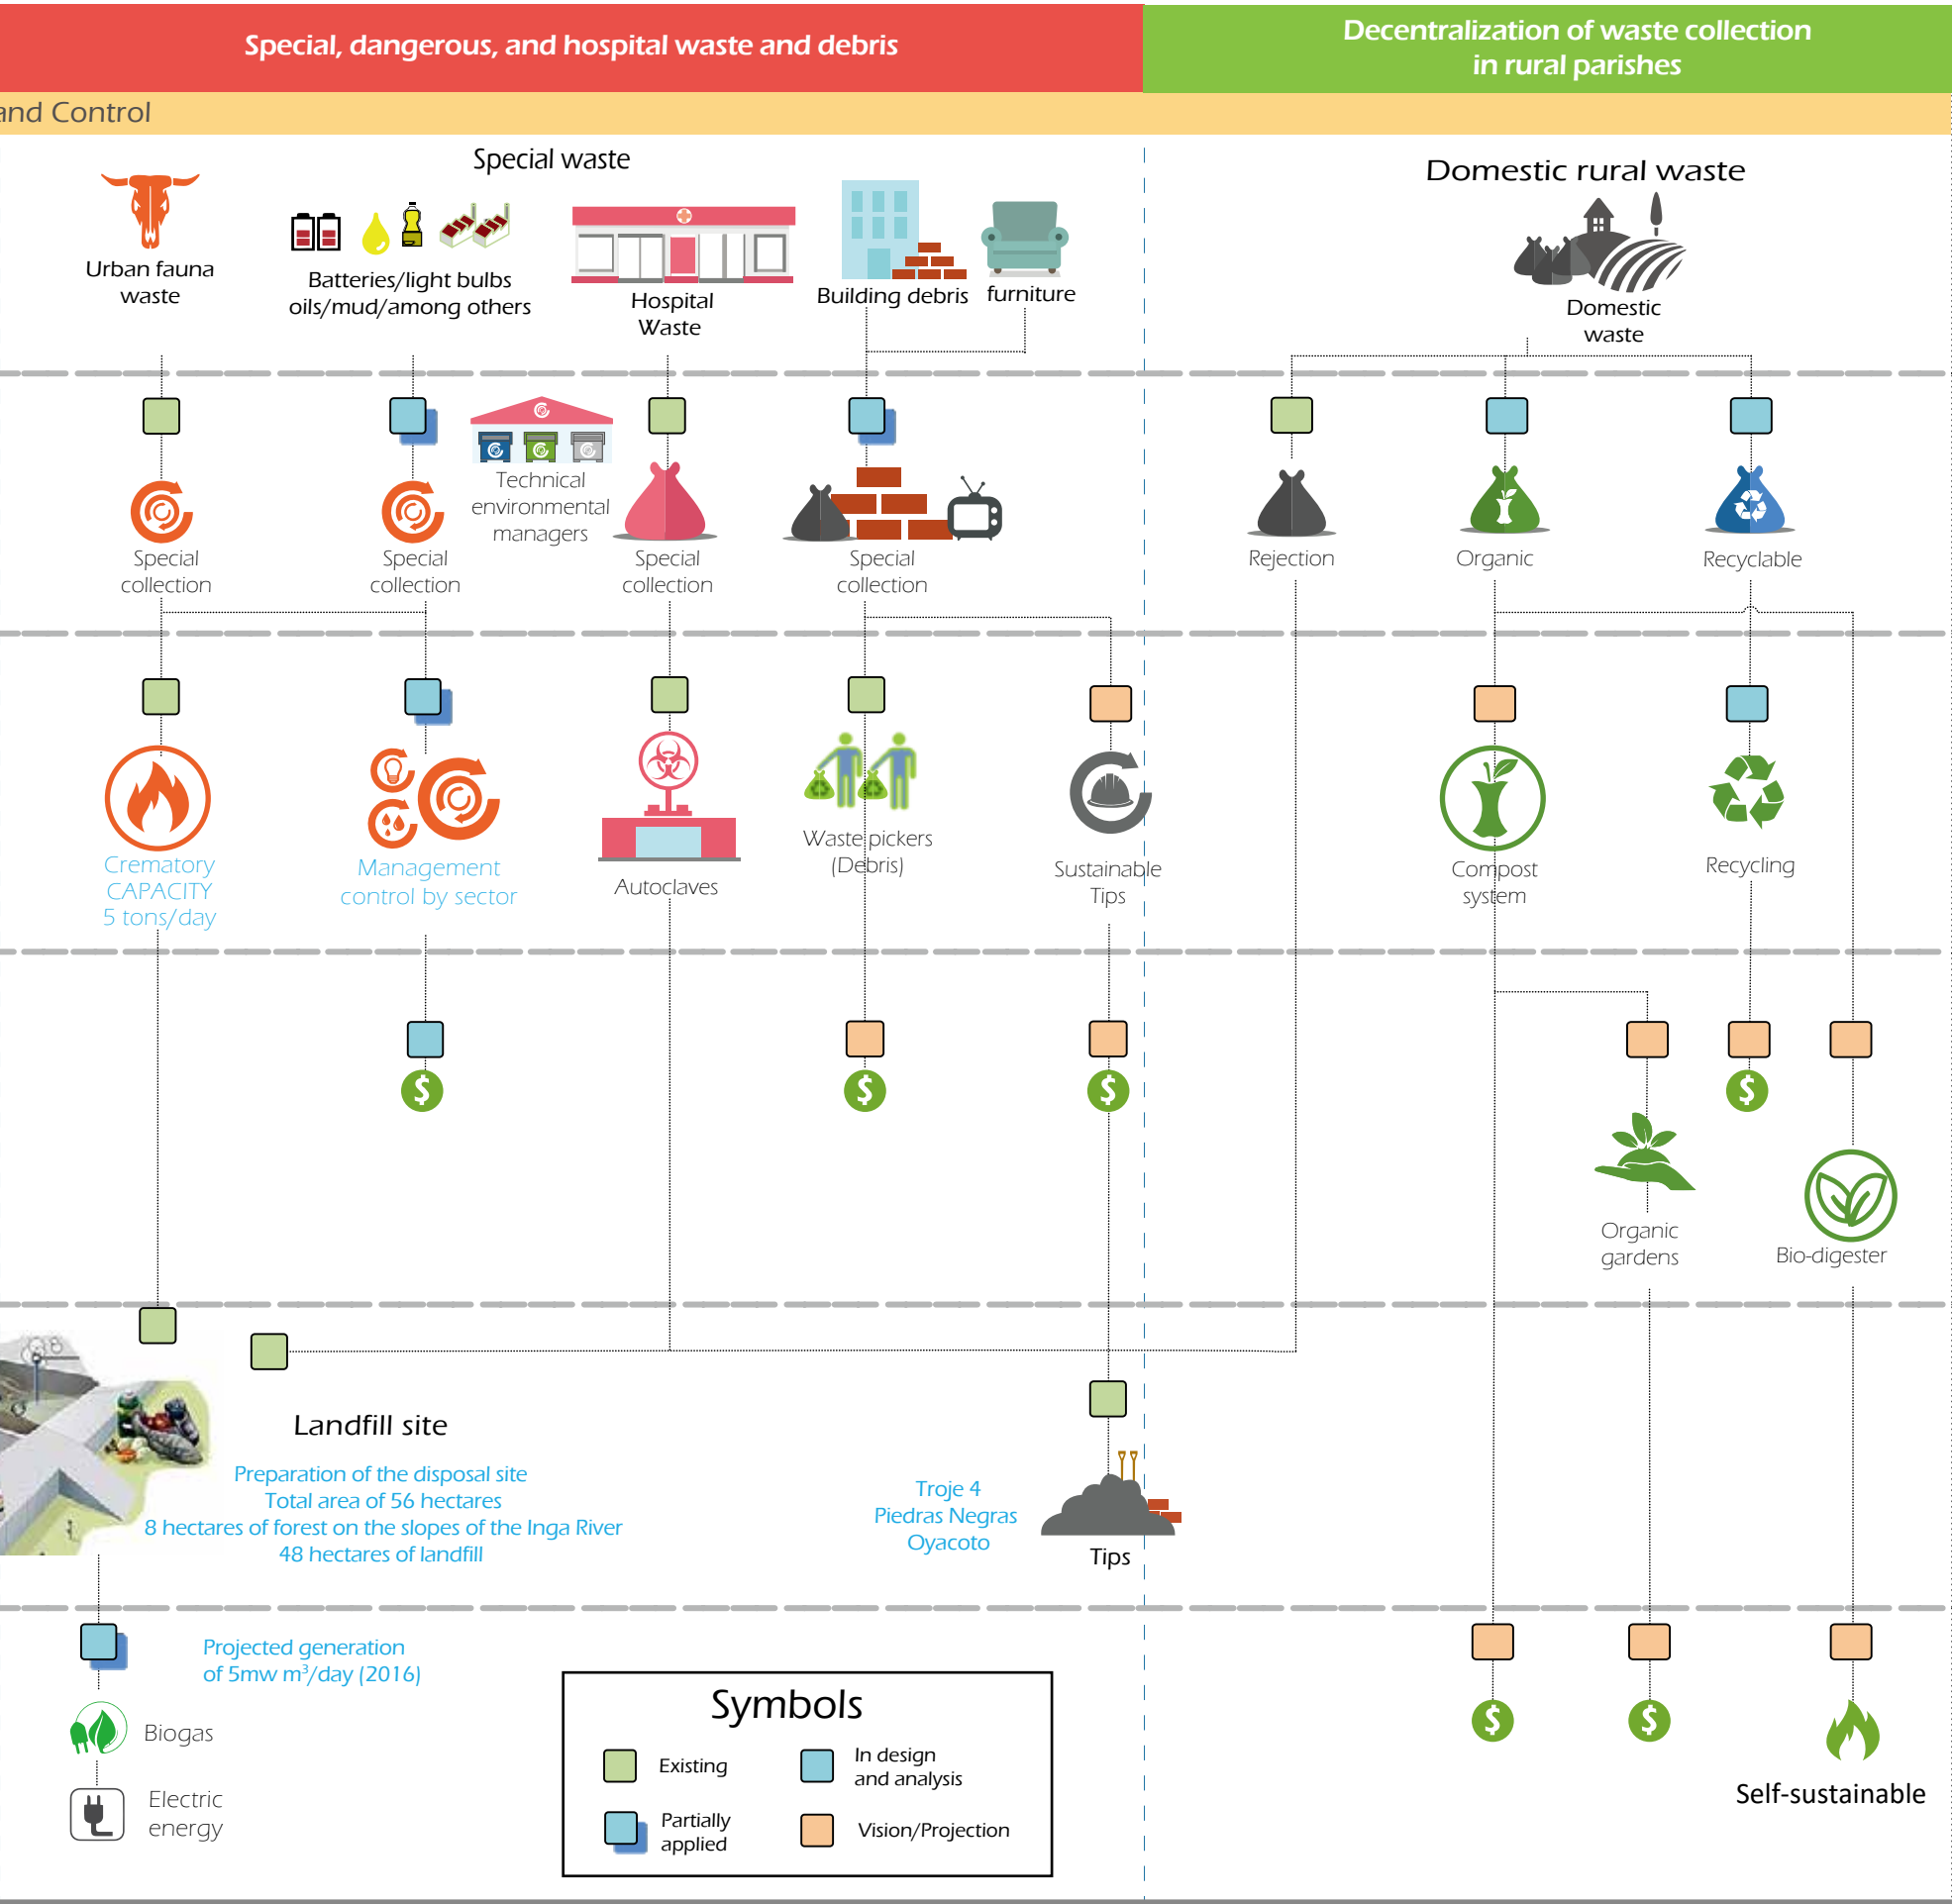 Special, dangerous, and hospital waste and debris
Decentralization of waste collection
in rural parishes
and Control
Special waste
Domestic rural waste
Urban fauna
waste
Batteries/light bulbs
oils/mud/among others
Hospital
Waste
Building debris
furniture
Domestic
waste
Technical
environmental
managers
Special
collection
Special
collection
Special
collection
Special
collection
Rejection
Organic
Recyclable
Crematory
CAPACITY
5 tons/day
Management
control by sector
Autoclaves
Waste pickers
(Debris)
Sustainable
Tips
Compost
system
Recycling
$
$
$
$
Organic
gardens
Bio-digester
Landfill site
Preparation of the disposal site
Total area of 56 hectares
8 hectares of forest on the slopes of the Inga River
48 hectares of landfill
Troje 4
Piedras Negras
Oyacoto
Tips
Projected generation
of 5mw m³/day (2016)
Biogas
Electric
energy
Symbols
Existing
In design
and analysis
Partially
applied
Vision/Projection
$
$
Self-sustainable